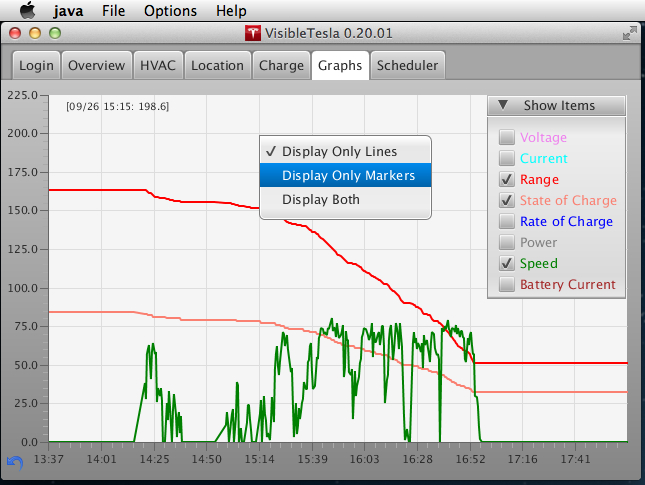 java File Options Help
VisibleTesla 0.20.01
Login Overview HVAC Location Charge Graphs Scheduler
225.0
[09/26 15:15: 198.6]
Show Items
200.0
Voltage
Display Only Lines
Current
175.0
Display Only Markers
Range
Display Both
State of Charge
150.0
Rate of Charge
Power
125.0
Speed
Battery Current
100.0
75.0
50.0
25.0
0.0
13:37 14:01 14:25 14:50 15:14 15:39 16:03 16:28 16:52 17:16 17:41